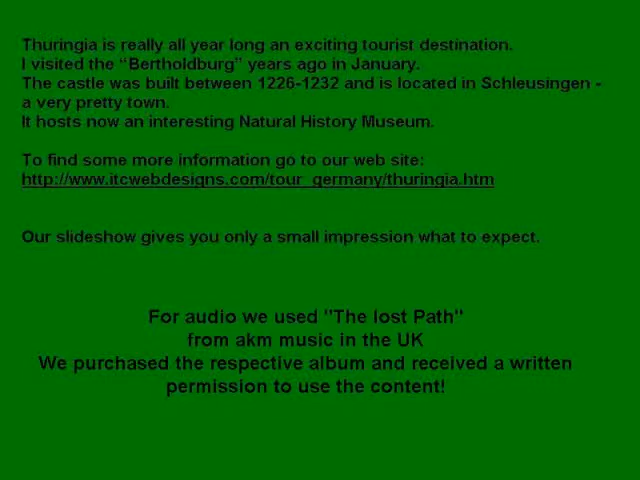 Thuringia is really all year long an exciting tourist destination.
I visited the “Bertholdburg” years ago in January.
The castle was built between 1226-1232 and is located in Schleusingen -
a very pretty town.
It hosts now an interesting Natural History Museum.
To find some more information go to our web site:
http://www.itcwebdesigns.com/tour_germany/thuringia.htm
Our slideshow gives you only a small impression what to expect.
For audio we used "The lost Path"
from akm music in the UK
We purchased the respective album and received a written
permission to use the content!